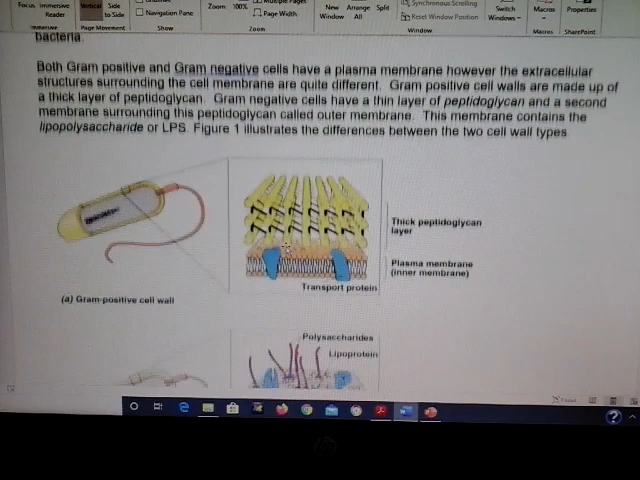 Focus Immersive Vertical Side Zoom 100% Multiple Pages New Arrange Split Synchronous Scrolling Switch Macros Properties
Reader to Side Navigation Pane Page Width Window All Reset Window Position Windows
Immersive Page Movement Show Zoom Window Macros SharePoint
bacteria.
Both Gram positive and Gram negative cells have a plasma membrane however the extracellular
structures surrounding the cell membrane are quite different. Gram positive cell walls are made up of
a thick layer of peptidoglycan. Gram negative cells have a thin layer of peptidoglycan and a second
membrane surrounding this peptidoglycan called outer membrane. This membrane contains the
lipopolysaccharide or LPS. Figure 1 illustrates the differences between the two cell wall types.
Thick peptidoglycan
layer
Plasma membrane
(inner membrane)
Transport protein
(a) Gram-positive cell wall
Polysaccharides
Lipoprotein
Focus
hp